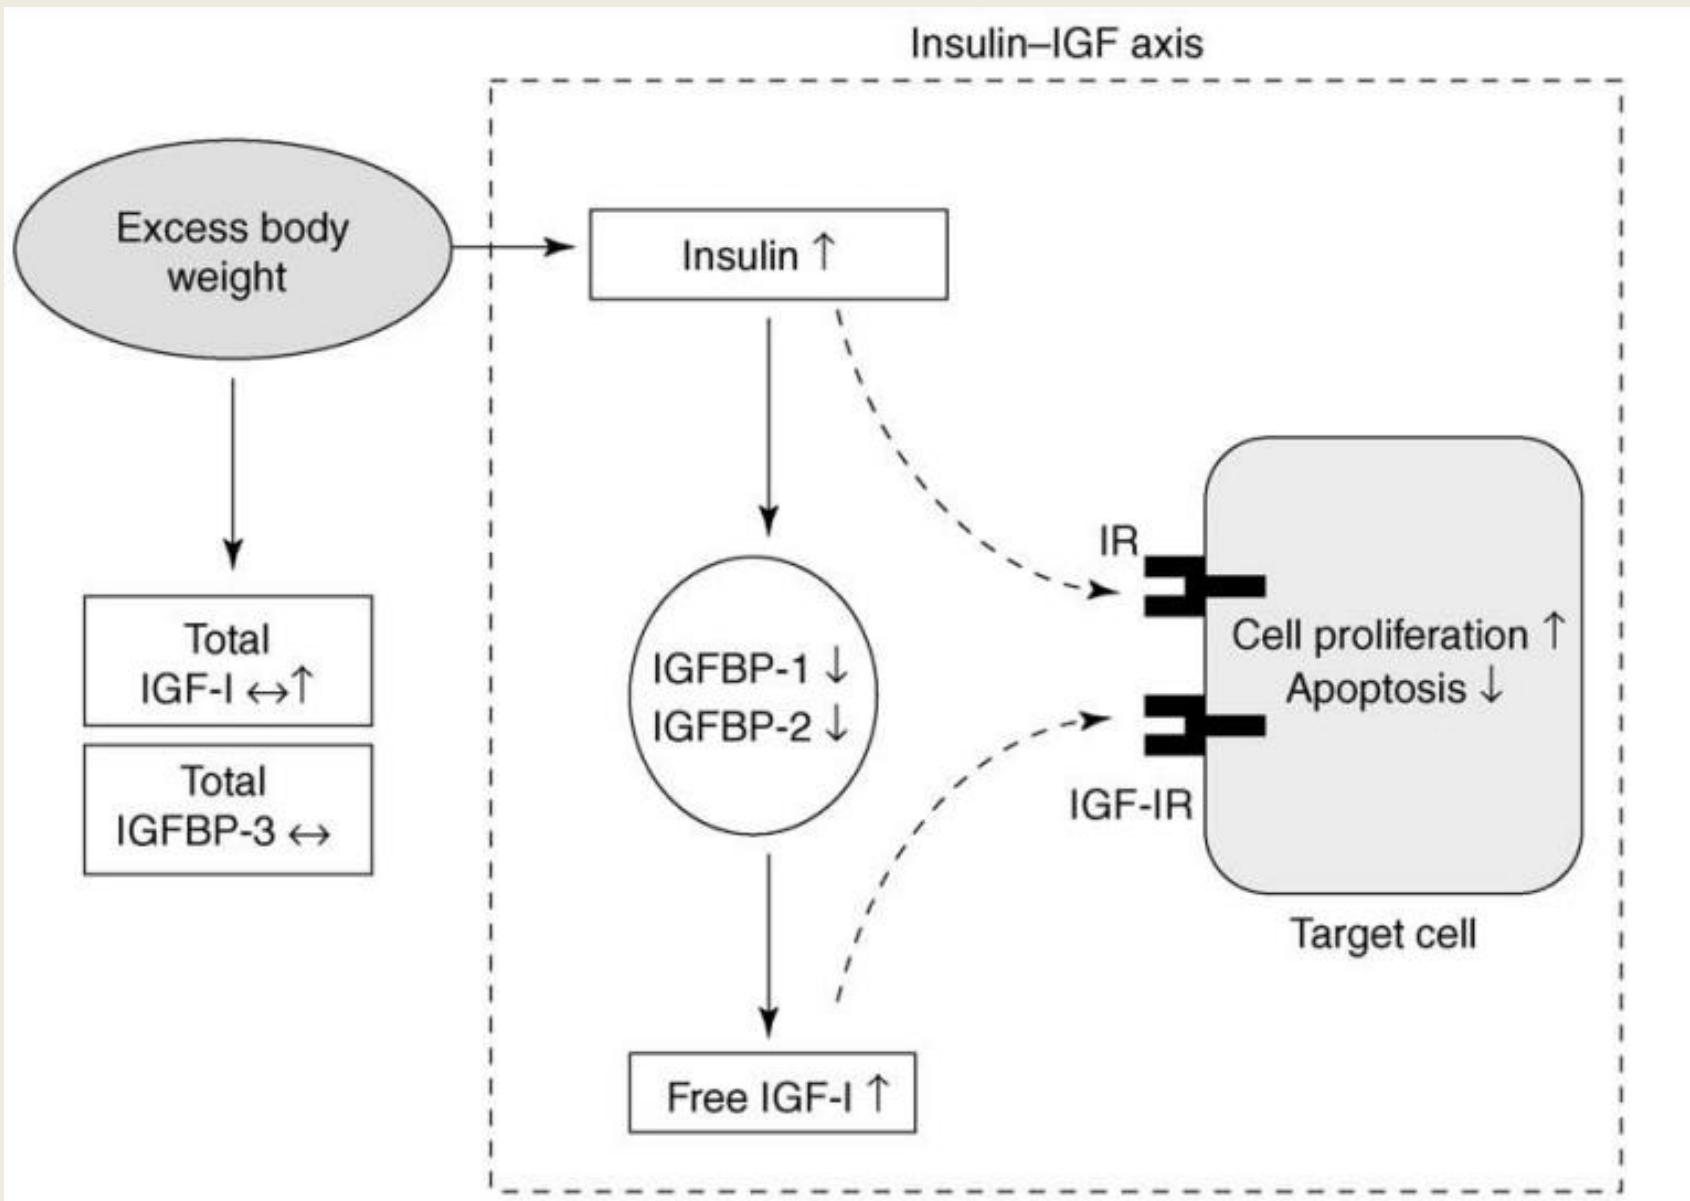 Insulin–IGF axis
Excess body
weight
Insulin ↑
Total
IGF-I ↔↑
Total
IGFBP-3 ↔
IGFBP-1 ↓
IGFBP-2 ↓
Free IGF-I ↑
IR
IGF-IR
Cell proliferation ↑
Apoptosis ↓
Target cell